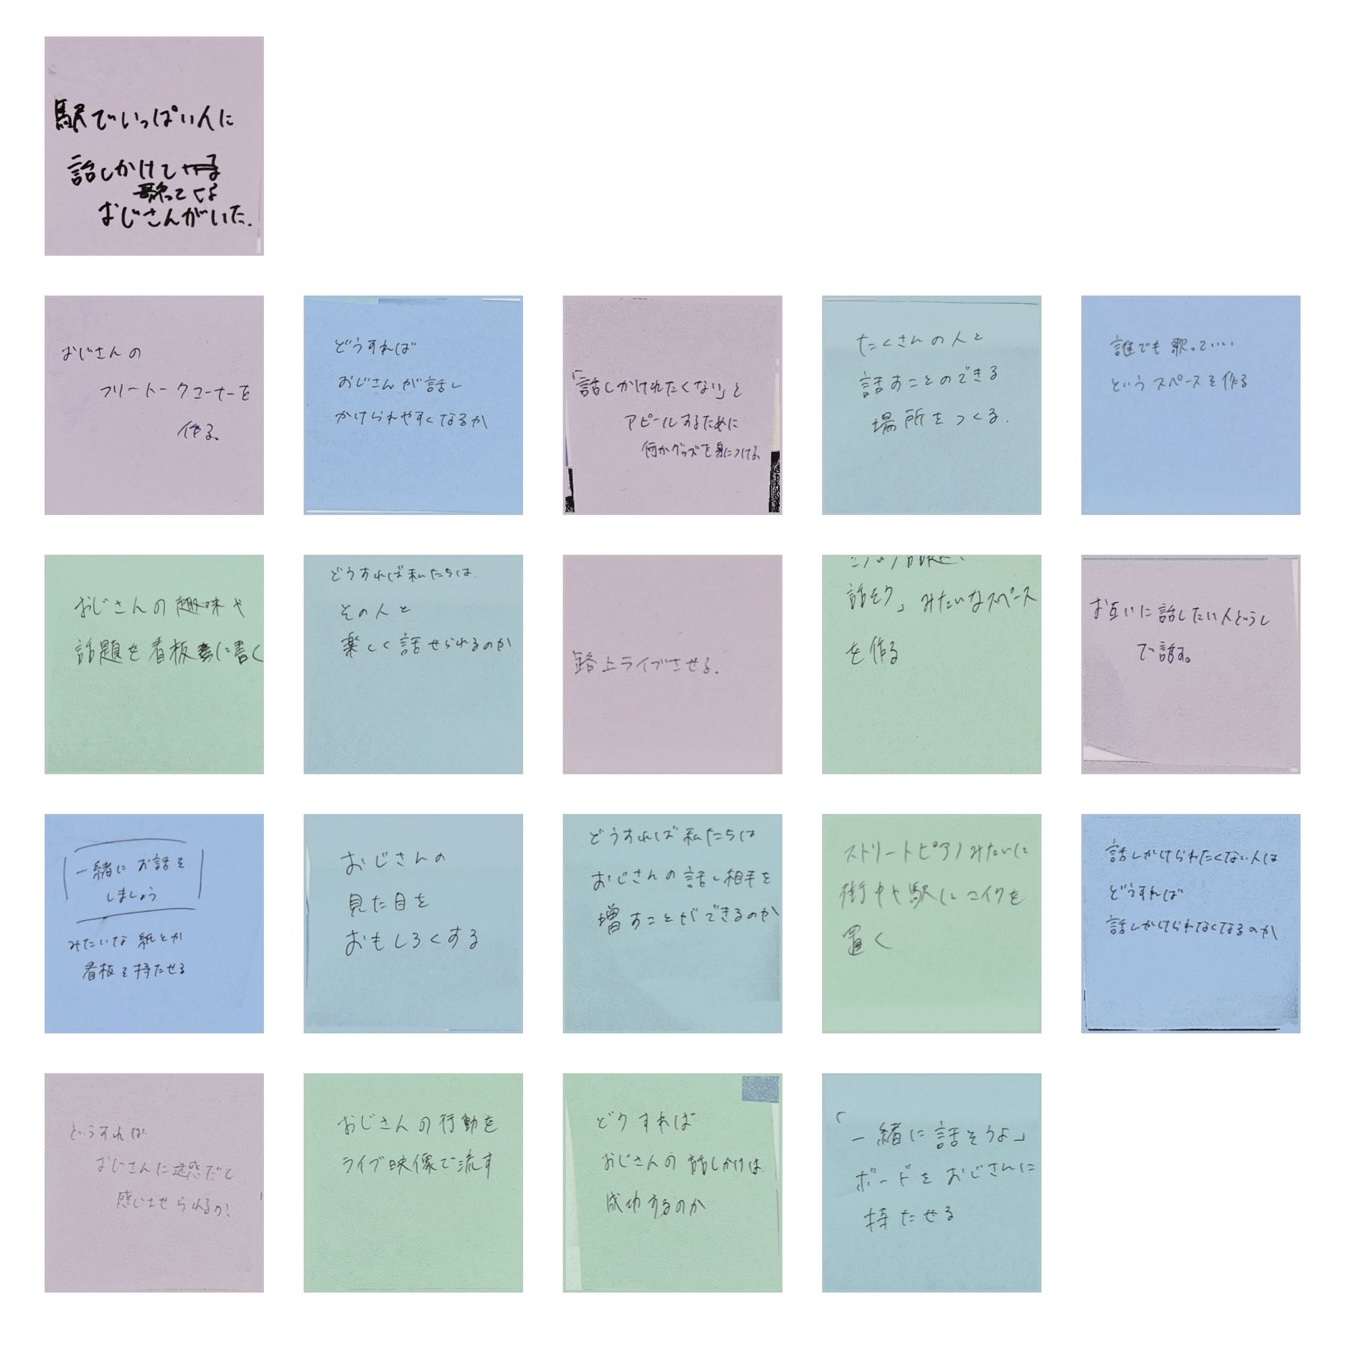 駅でいっぱい人に
話しかけて
歌ってる
おじさんがいた.
おじさんの
フリートークコーナーを
作る。
どうすれば
おじさんが話し
かけられやすくなるか
「話しかけれたくない」と
アピールするために
何かグッズを身につける。
たくさんの人と
話すことのできる
場所をつくる.
誰でも歌っていい
というスペースを作る
おじさんの趣味や
話題を看板に書く
どうすれば私たちは
その人と
楽しく話せられるのか
路上ライブさせる.
話そう」みたいなスペース
を作る
お互いに話したい人どうし
で話す。
一緒にお話を
しましょう
みたいな紙とか
看板を持たせる
おじさんの
見た目を
おもしろくする
どうすれば私たちは
おじさんの話し相手を
増すことができるのか
ストリートピアノみたいに
街中や駅にマイクを
置く
話しかけられたくない人は
どうすれば
話しかけられなくなるのか
どうすれば
おじさんに迷惑だと
感じさせられるか?
おじさんの行動を
ライブ映像で流す
どうすれば
おじさんの話しかけは
成功するのか
「一緒に話そうよ」
ボードをおじさんに
持たせる